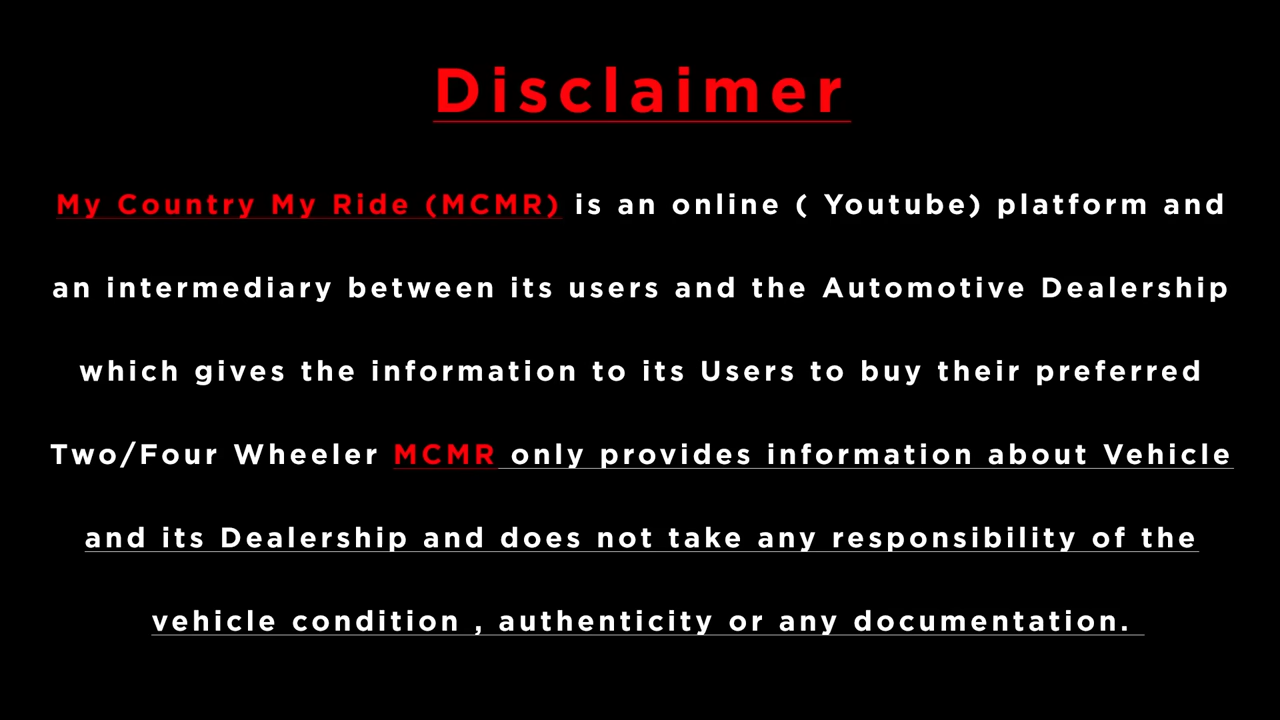 Disclaimer
My Country My Ride (MCMR) is an online ( Youtube) platform and
an intermediary between its users and the Automotive Dealership
which gives the information to its Users to buy their preferred
Two/Four Wheeler MCMR only provides information about Vehicle
and its Dealership and does not take any responsibility of the
vehicle condition , authenticity or any documentation.